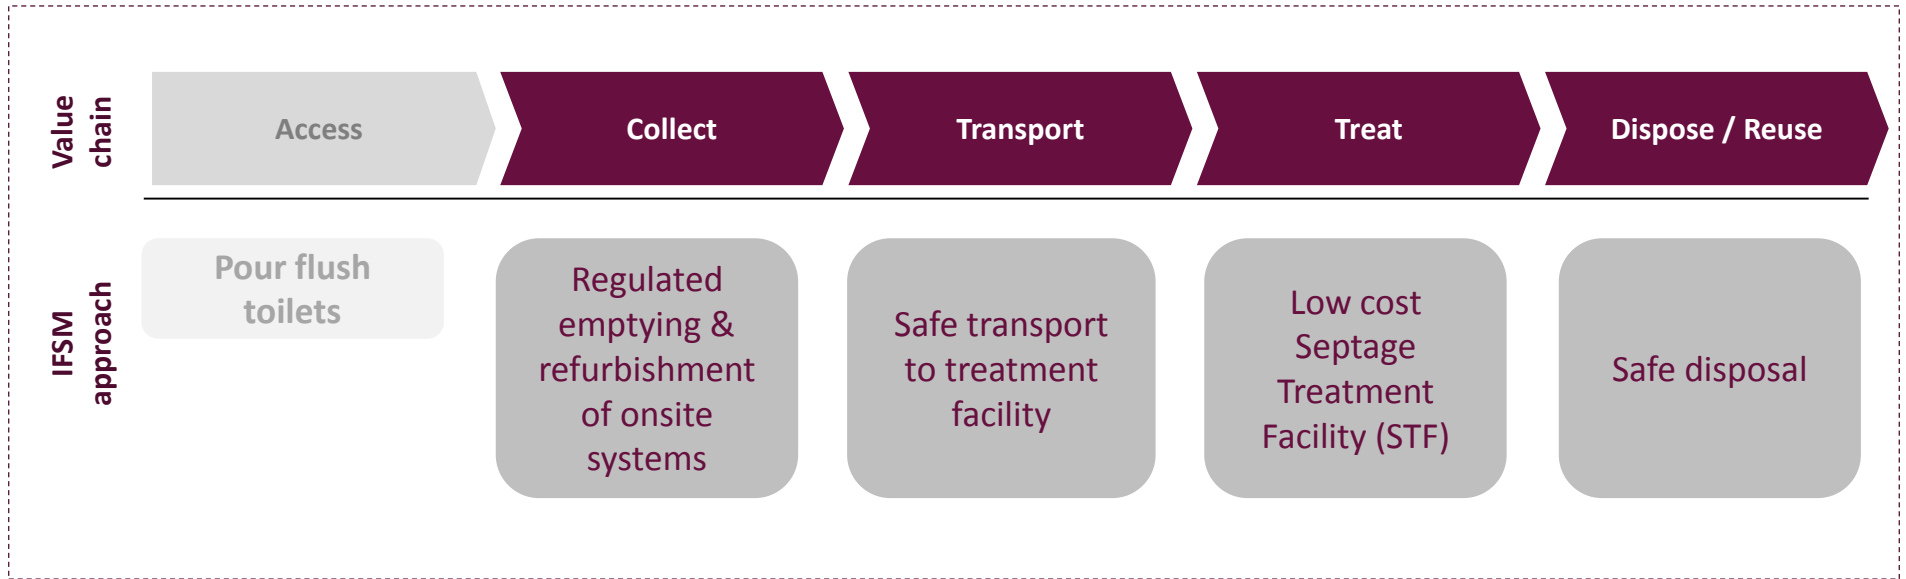 Value
chain
Access
Collect
Transport
Treat
Dispose / Reuse
IFSM
approach
Pour flush
toilets
Regulated
emptying &
refurbishment
of onsite
systems
Safe transport
to treatment
facility
Low cost
Septage
Treatment
Facility (STF)
Safe disposal